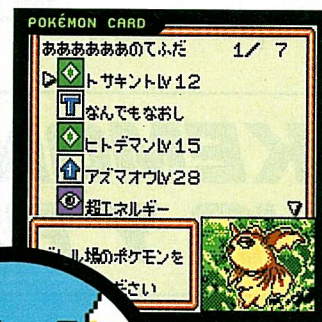 POKÉMON CARD
ああああああのてふだ 1/ 7
トサキントLV12
なんでもなおし
ヒトデマンLV15
アズマオウLV28
超エネルギー
トル場のポケモンを
ださい